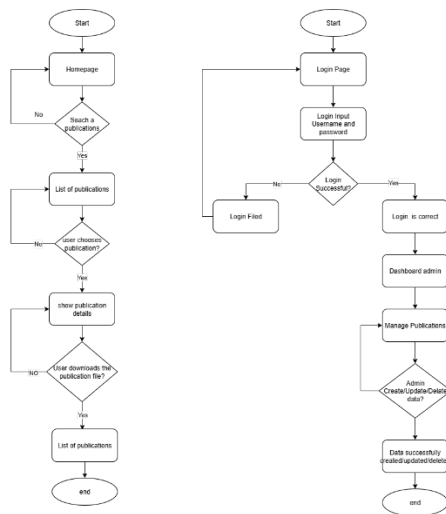 Start
Homepage
No
Seach a
publications
Yes
List of publications
No
user chooses
publication?
Yes
show publication
details
NO
User downloads the
publication file?
Yes
List of publications
end
Start
Login Page
Login Input
Username and
password
No
Login
Successful?
Yes
Login Filed
Login is correct
Dashboard admin
Manage Publications
Admin
Create/Update/Delete
data?
Data successfully
created/updated/delete
end